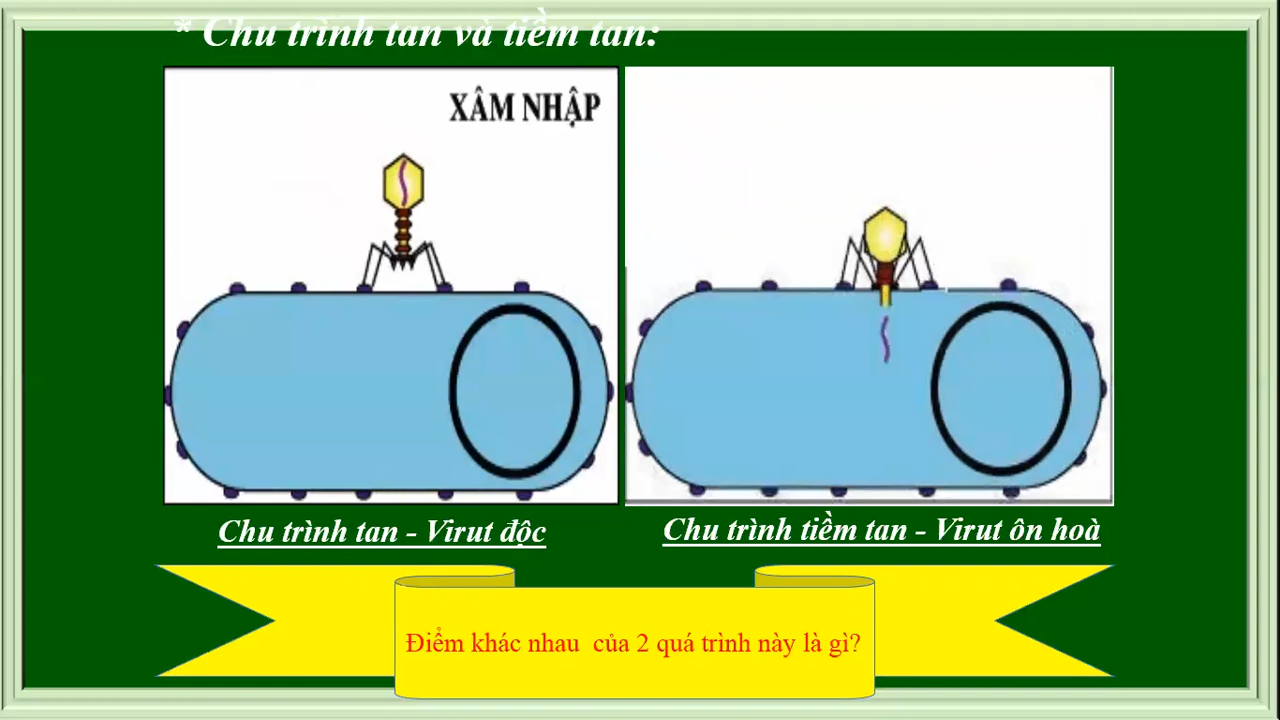 * Chu trình tan và tiềm tan:
XÂM NHẬP
Chu trình tan - Virut độc
Chu trình tiềm tan - Virut ôn hoà
Điểm khác nhau của 2 quá trình này là gì?